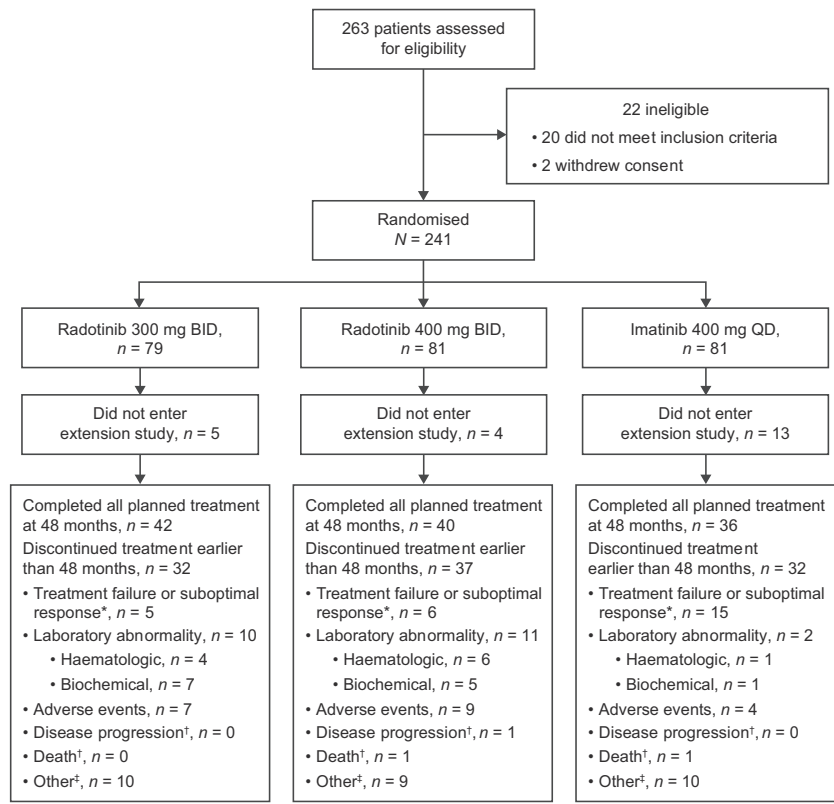 263 patients assessed
for eligibility
22 ineligible
• 20 did not meet inclusion criteria
• 2 withdrew consent
Randomised
N = 241
Radotinib 300 mg BID,
n = 79
Radotinib 400 mg BID,
n = 81
Imatinib 400 mg QD,
n = 81
Did not enter
extension study, n = 5
Did not enter
extension study, n = 4
Did not enter
extension study, n = 13
Completed all planned treatment
at 48 months, n = 42
Discontinued treatment earlier
than 48 months, n = 32
• Treatment failure or suboptimal
response*, n = 5
• Laboratory abnormality, n = 10
• Haematologic, n = 4
• Biochemical, n = 7
• Adverse events, n = 7
• Disease progression†, n = 0
• Death†, n = 0
• Other‡, n = 10
Completed all planned treatment
at 48 months, n = 40
Discontinued treatment earlier
than 48 months, n = 37
• Treatment failure or suboptimal
response*, n = 6
• Laboratory abnormality, n = 11
• Haematologic, n = 6
• Biochemical, n = 5
• Adverse events, n = 9
• Disease progression†, n = 1
• Death†, n = 1
• Other‡, n = 9
Completed all planned treatment
at 48 months, n = 36
Discontinued treatment
earlier than 48 months, n = 32
• Treatment failure or suboptimal
response*, n = 15
• Laboratory abnormality, n = 2
• Haematologic, n = 1
• Biochemical, n = 1
• Adverse events, n = 4
• Disease progression†, n = 0
• Death†, n = 1
• Other‡, n = 10